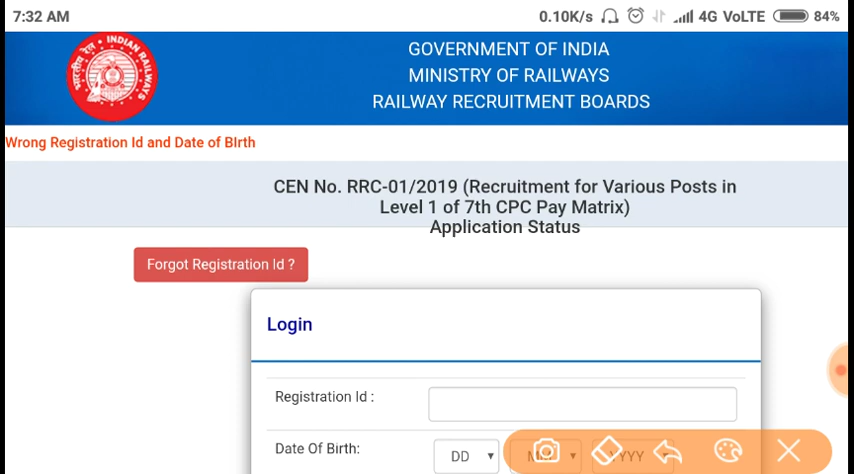 7:32 AM
0.10K/s 4G VoLTE 84%
भारतीय रेल • INDIAN RAILWAYS
GOVERNMENT OF INDIA
MINISTRY OF RAILWAYS
RAILWAY RECRUITMENT BOARDS
Wrong Registration Id and Date of BIrth
CEN No. RRC-01/2019 (Recruitment for Various Posts in
Level 1 of 7th CPC Pay Matrix)
Application Status
Forgot Registration Id ?
Login
Registration Id :
Date Of Birth:
DD
YYYY